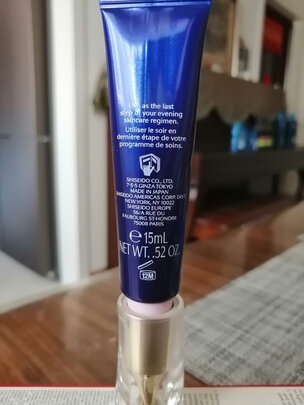 Use as the last
step of your evening
skincare regimen.
Utiliser le soir en
dernière étape de votre
programme de soins.
SHISEIDO CO., LTD.
7-5-5 GINZA TOKYO
MADE IN JAPAN
SHISEIDO AMERICAS CORP. DIST.
NEW YORK, NY 10022
SHISEIDO EUROPE
56/A RUE DU
FAUBOURG ST-HONORE
75008 PARIS
e 15mL
NET WT. .52 OZ.
12M